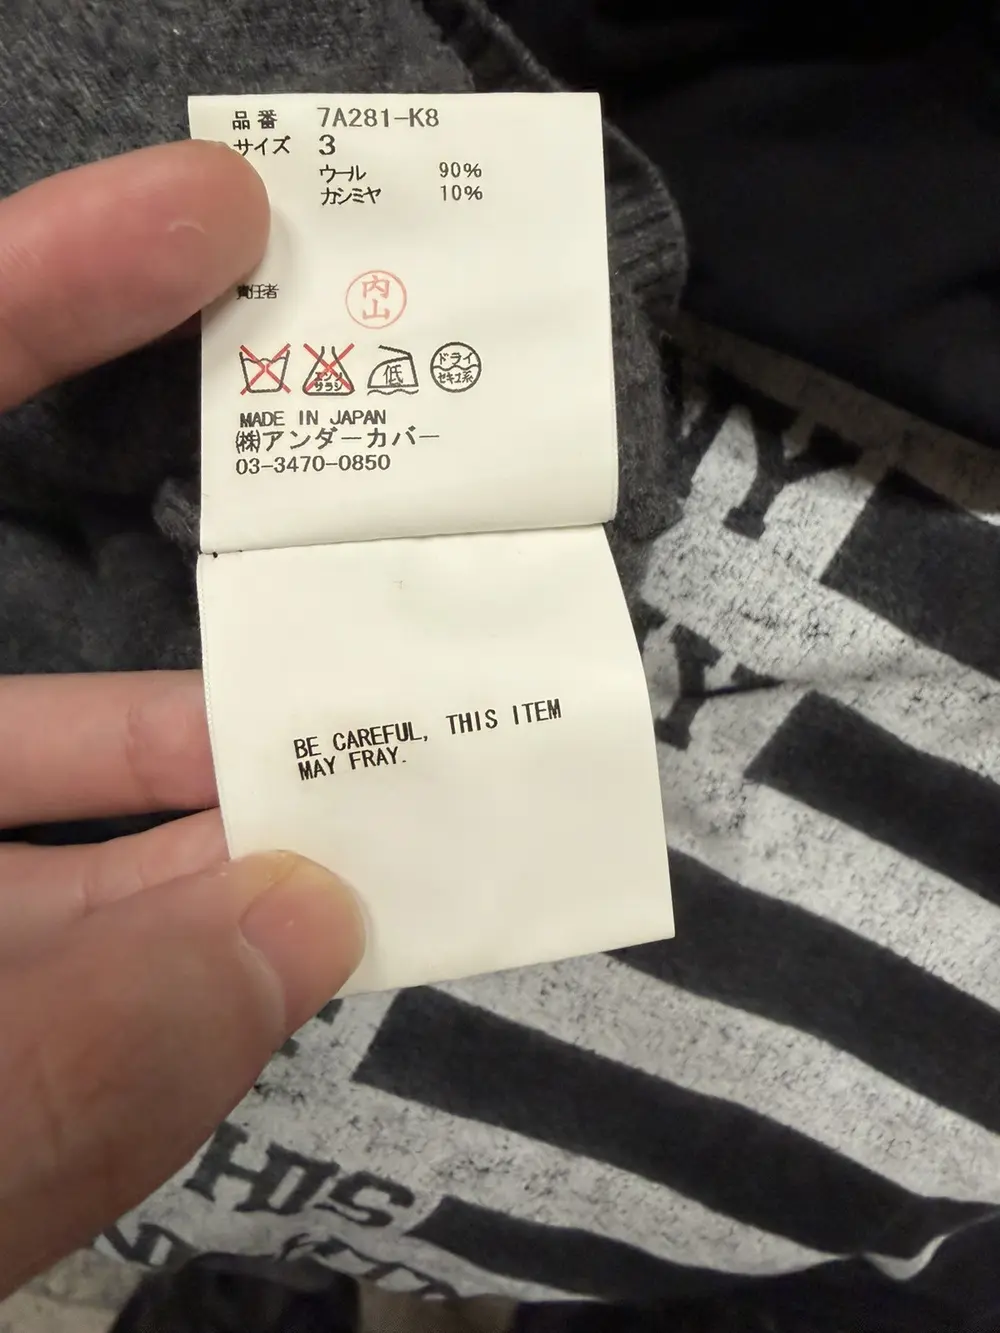 品番 7A281-K8
サイズ 3
ウール 90%
カシミヤ 10%
責任者 内山
エンソ
サラシ
低
ドライ
セキユ系
MADE IN JAPAN
(株)アンダーカバー
03-3470-0850
BE CAREFUL, THIS ITEM
MAY FRAY.
Y
Y
HIS